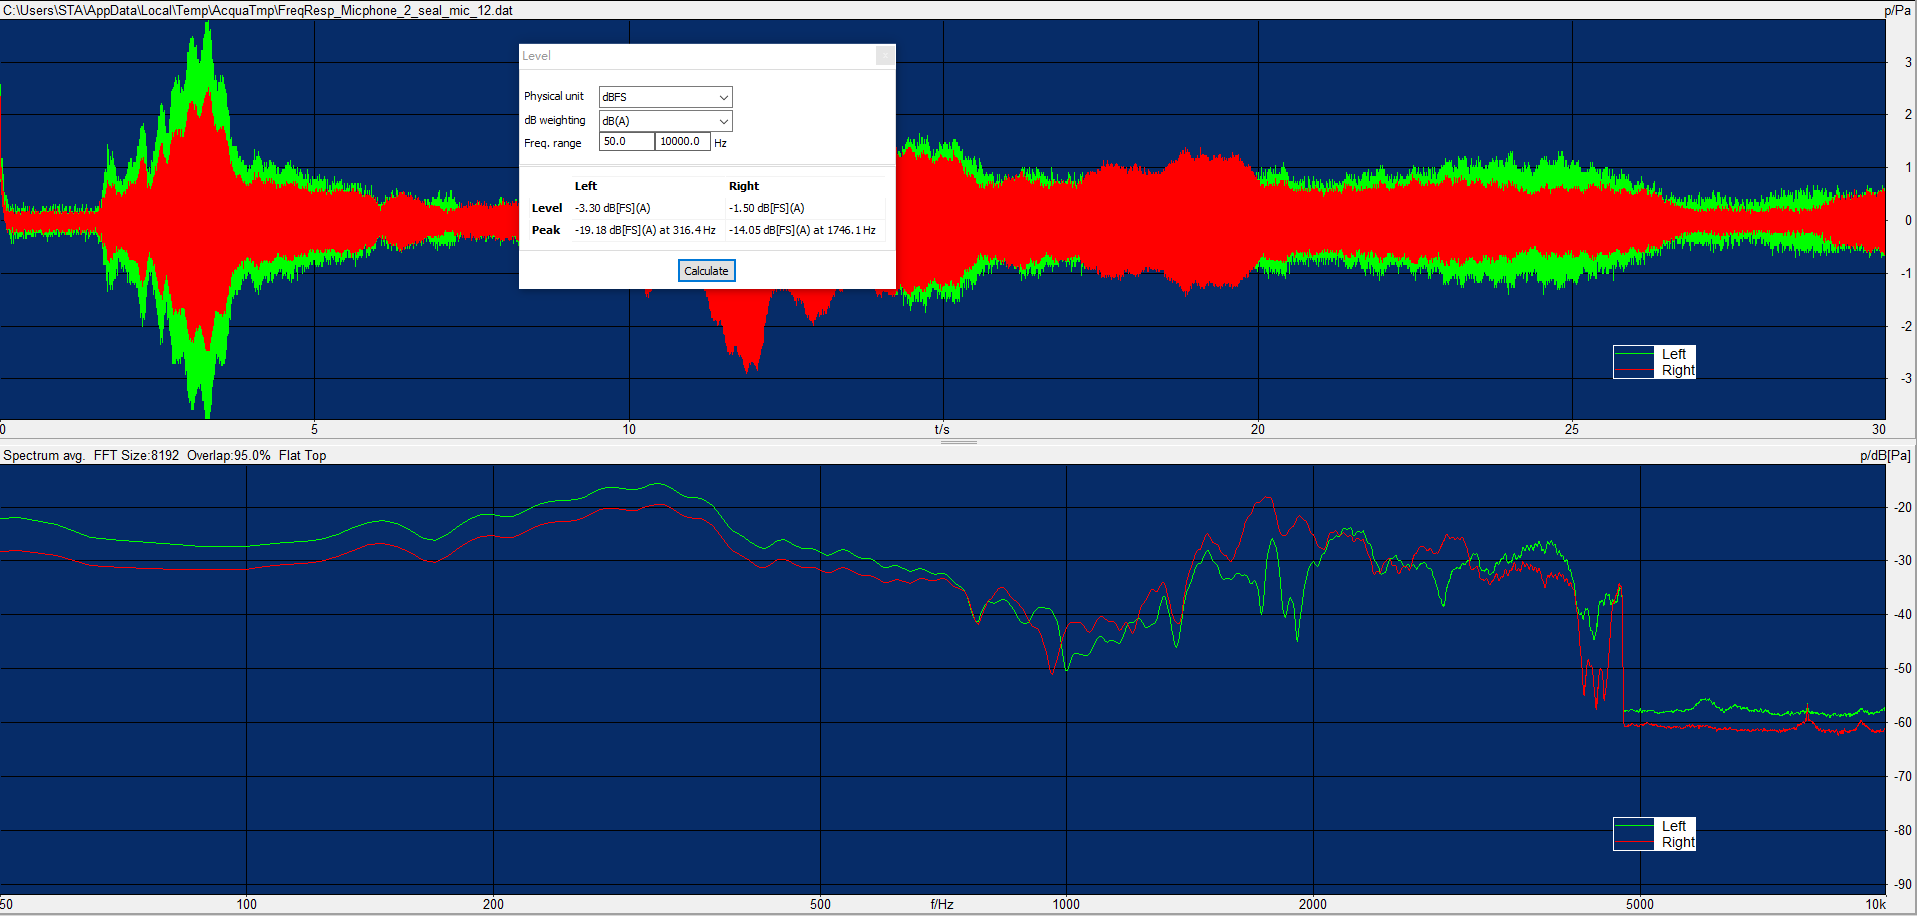 C:\Users\STA\AppData\Local\Temp\AcquaTmp\FreqResp_Micphone_2_seal_mic_12.dat p/Pa
Level
Physical unit dBFS
dB weighting dB(A)
Freq. range 50.0 10000.0 Hz
Left Right
Level -3.30 dB[FS](A) -1.50 dB[FS](A)
Peak -19.18 dB[FS](A) at 316.4 Hz -14.05 dB[FS](A) at 1746.1 Hz
Calculate
3
2
1
0
-1
-2
-3
Left
Right
0 5 10 t/s 20 25 30
Spectrum avg. FFT Size:8192 Overlap:95.0% Flat Top p/dB[Pa]
-20
-30
-40
-50
-60
-70
-80
-90
Left
Right
50 100 200 500 f/Hz 1000 2000 5000 10k